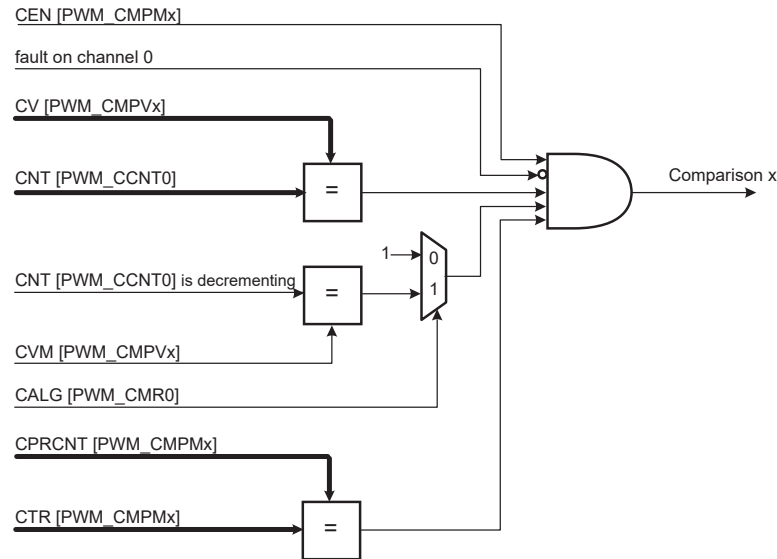 CEN [PWM_CMPMx]
fault on channel 0
CV [PWM_CMPVx]
CNT [PWM_CCNT0]
=
Comparison x
1
0
CNT [PWM_CCNT0] is decrementing
=
1
CVM [PWM_CMPVx]
CALG [PWM_CMR0]
CPRCNT [PWM_CMPMx]
CTR [PWM_CMPMx]
=